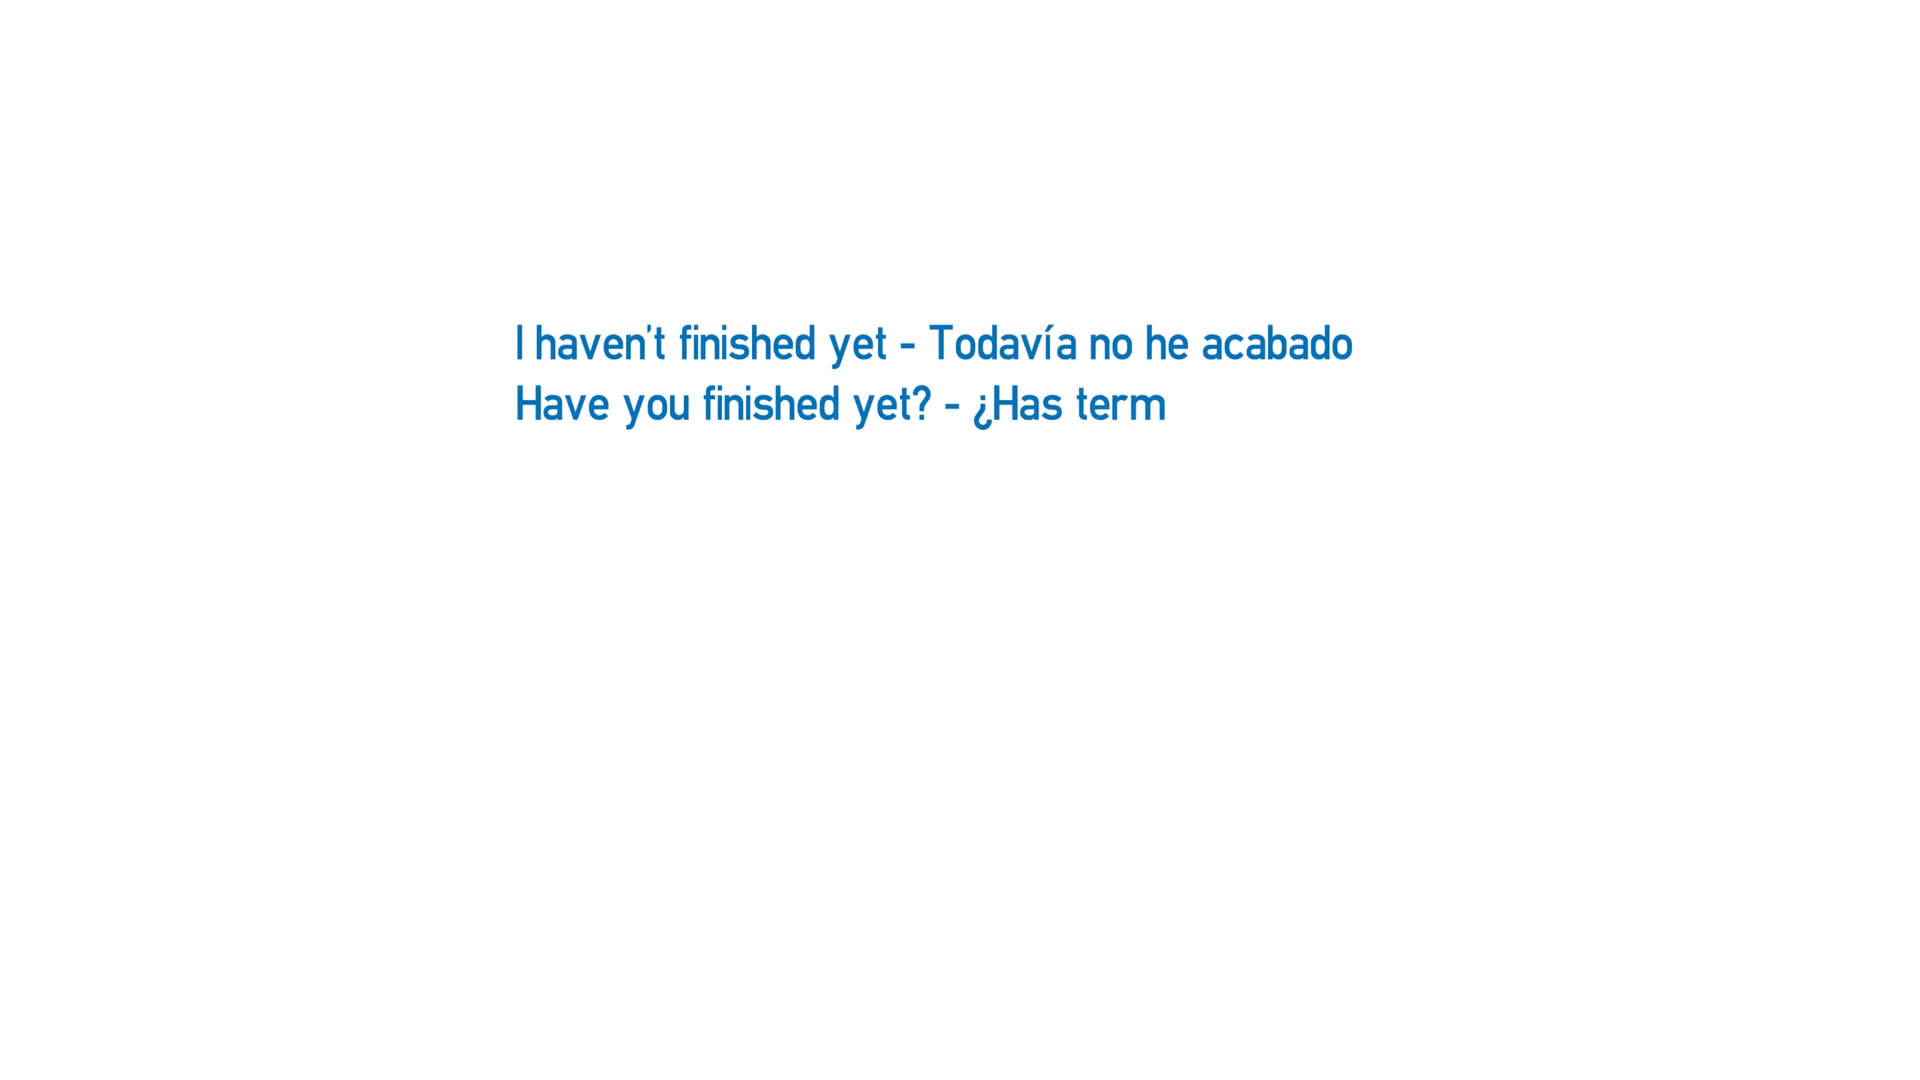 I haven't finished yet - Todavía no he acabado
Have you finished yet? - ¿Has term